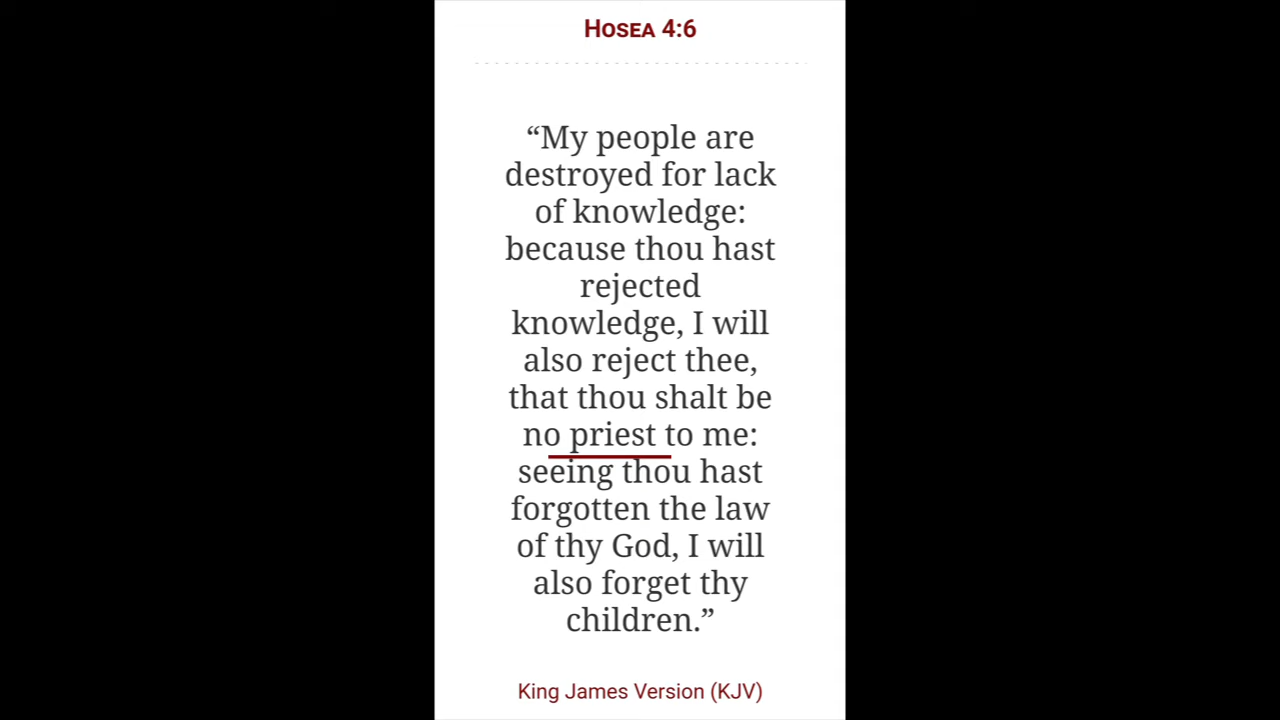 Hosea 4:6
“My people are
destroyed for lack
of knowledge:
because thou hast
rejected
knowledge, I will
also reject thee,
that thou shalt be
no priest to me:
seeing thou hast
forgotten the law
of thy God, I will
also forget thy
children.”
King James Version (KJV)